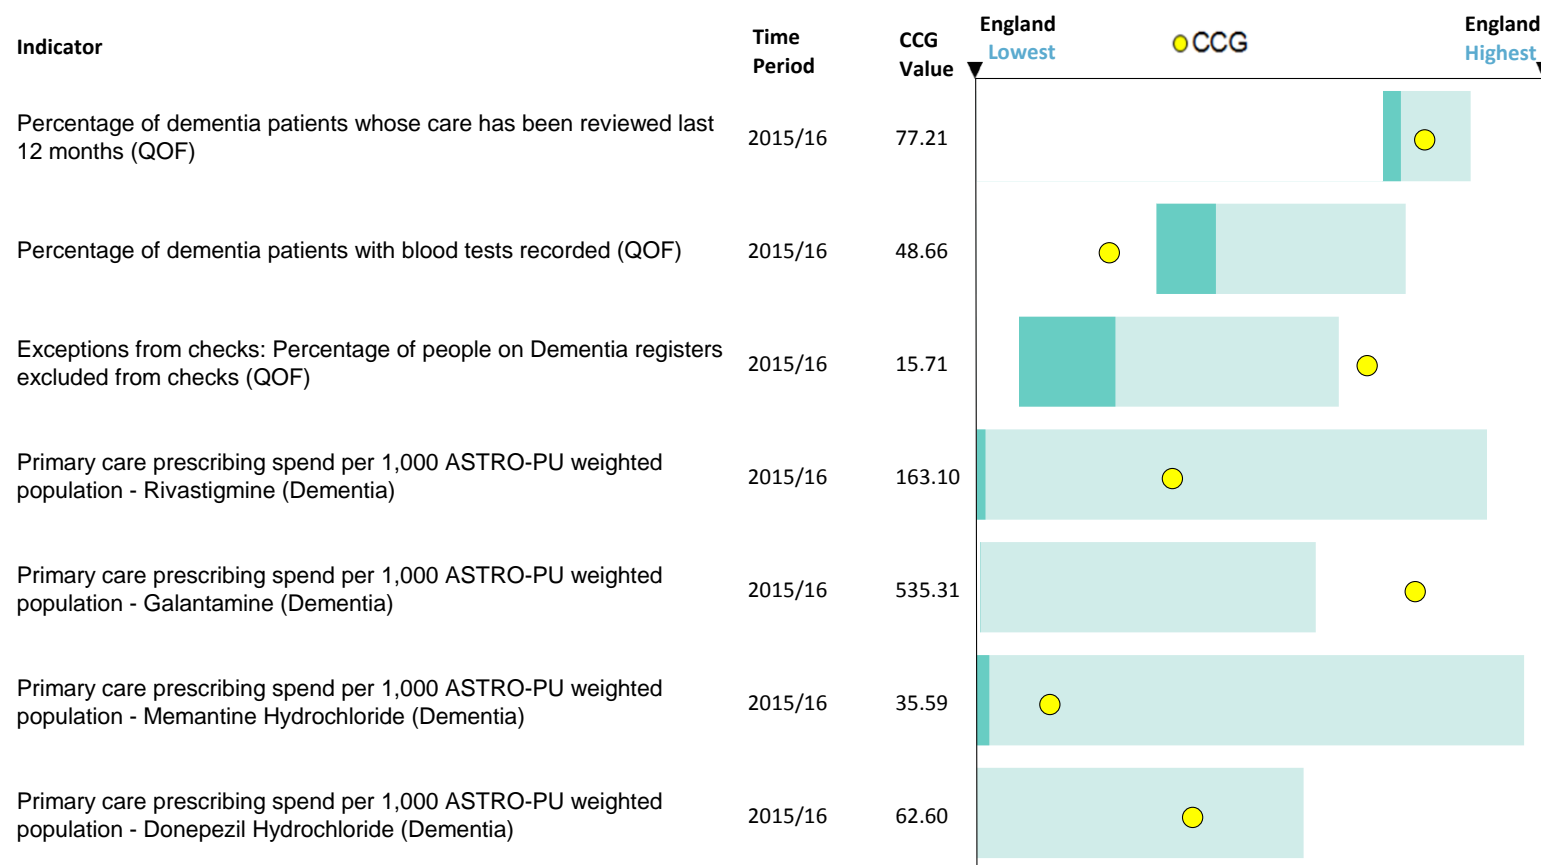 Indicator
Time Period
CCG Value
England Lowest
CCG
England Highest
Percentage of dementia patients whose care has been reviewed last
12 months (QOF)
2015/16
77.21
Percentage of dementia patients with blood tests recorded (QOF)
2015/16
48.66
Exceptions from checks: Percentage of people on Dementia registers
excluded from checks (QOF)
2015/16
15.71
Primary care prescribing spend per 1,000 ASTRO-PU weighted
population - Rivastigmine (Dementia)
2015/16
163.10
Primary care prescribing spend per 1,000 ASTRO-PU weighted
population - Galantamine (Dementia)
2015/16
535.31
Primary care prescribing spend per 1,000 ASTRO-PU weighted
population - Memantine Hydrochloride (Dementia)
2015/16
35.59
Primary care prescribing spend per 1,000 ASTRO-PU weighted
population - Donepezil Hydrochloride (Dementia)
2015/16
62.60